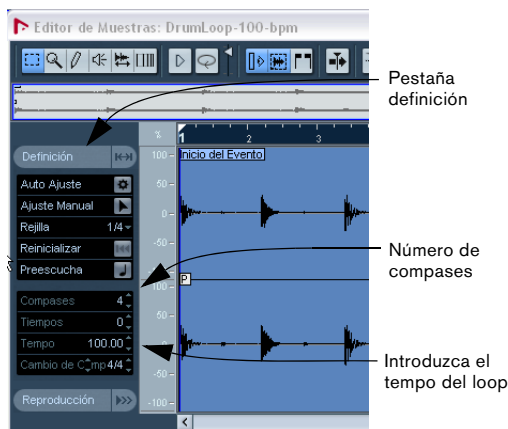 Editor de Muestras: DrumLoop-100-bpm
Pestaña
definición
%
1 2 3
Definición
100
Inicio del Evento
Auto Ajuste
50
Ajuste Manual
0
Rejilla 1/4
Reinicializar
-50
Preescucha
Número de
compases
P
100
Compases 4
50
Tiempos 0
Tempo 100.00
0
Cambio de C mp 4/4
Introduzca el
tempo del loop
-50
Reproducción
-100